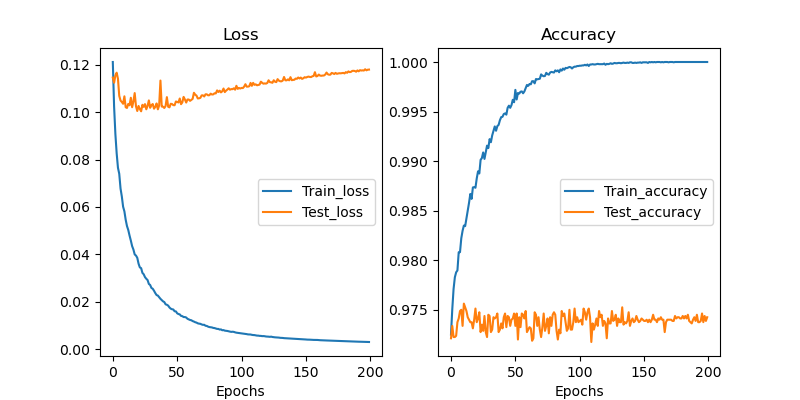 Loss
0.12
0.10
0.08
0.06
0.04
0.02
0.00
Train_loss
Test_loss
0 50 100 150 200
Epochs
Accuracy
1.000
0.995
0.990
0.985
0.980
0.975
Train_accuracy
Test_accuracy
0 50 100 150 200
Epochs